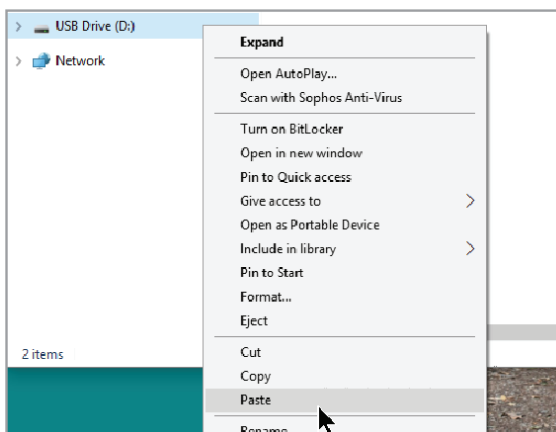 USB Drive (D:)
Network
Expand
Open AutoPlay...
Scan with Sophos Anti-Virus
Turn on BitLocker
Open in new window
Pin to Quick access
Give access to
Open as Portable Device
Include in library
Pin to Start
Format...
Eject
Cut
Copy
Paste
Rename
2 items